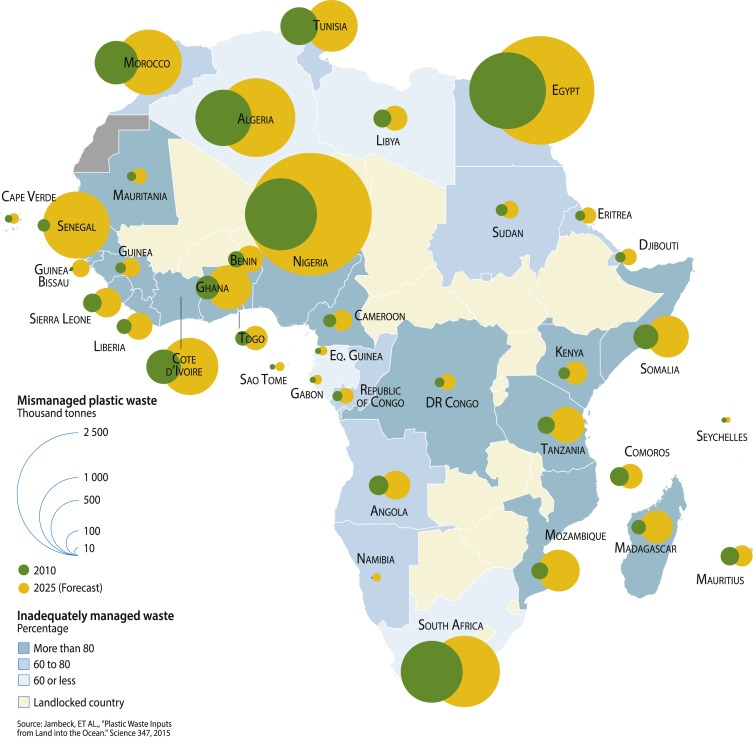 TUNISIA
MOROCCO
EGYPT
ALGERIA
LIBYA
MAURITANIA
CAPE VERDE
SENEGAL
ERITREA
SUDAN
DJIBOUTI
GUINEA
BENIN
NIGERIA
GUINEA
BISSAU
GHANA
SIERRA LEONE
CAMEROON
LIBERIA
TOGO
COTE
D'IVOIRE
EQ. GUINEA
KENYA
SOMALIA
SAO TOME
GABON
REPUBLIC
OF CONGO
DR CONGO
TANZANIA
SEYCHELLES
COMOROS
ANGOLA
MOZAMBIQUE
MADAGASCAR
NAMIBIA
MAURITIUS
SOUTH AFRICA
Mismanaged plastic waste
Thousand tonnes
2 500
1 000
500
100
10
2010
2025 (Forecast)
Inadequately managed waste
Percentage
More than 80
60 to 80
60 or less
Landlocked country
Source: Jambeck, ET AL., "Plastic Waste Inputs
from Land into the Ocean." Science 347, 2015